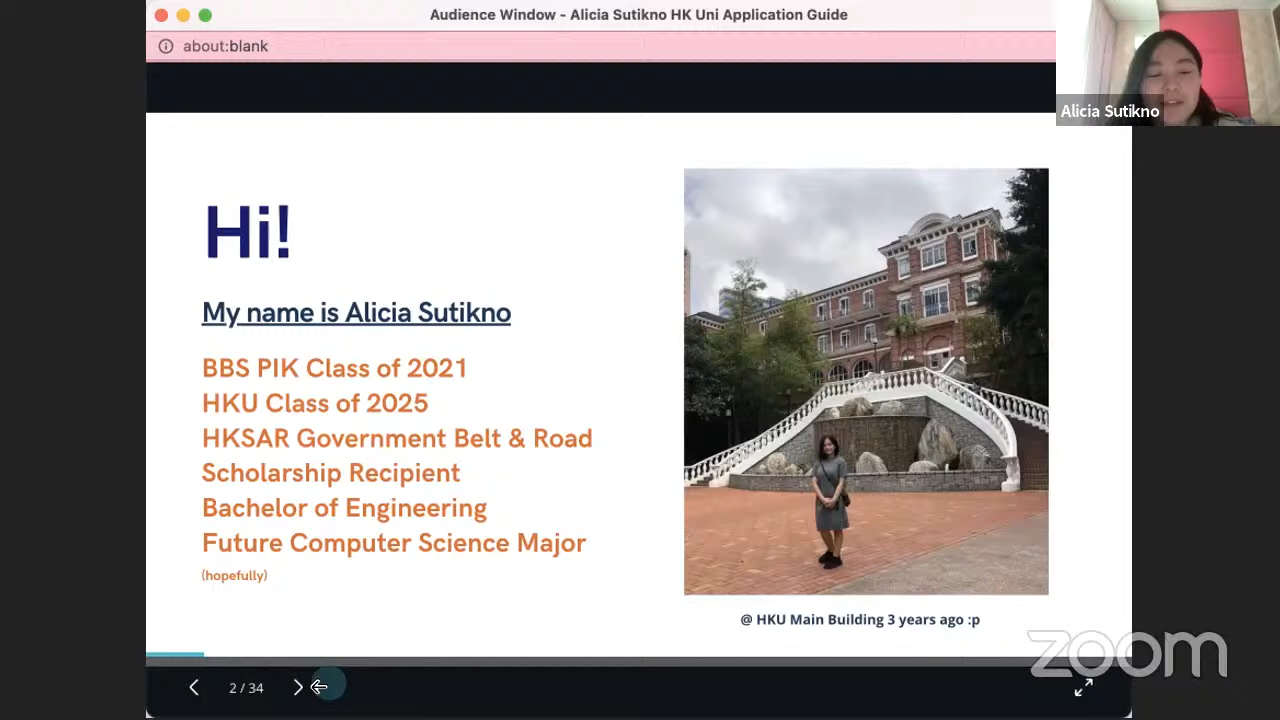 Audience Window - Alicia Sutikno HK Uni Application Guide
about:blank
Alicia Sutikno
Hi!
My name is Alicia Sutikno
BBS PIK Class of 2021
HKU Class of 2025
HKSAR Government Belt & Road
Scholarship Recipient
Bachelor of Engineering
Future Computer Science Major
(hopefully)
@ HKU Main Building 3 years ago :p
zoom
2 / 34